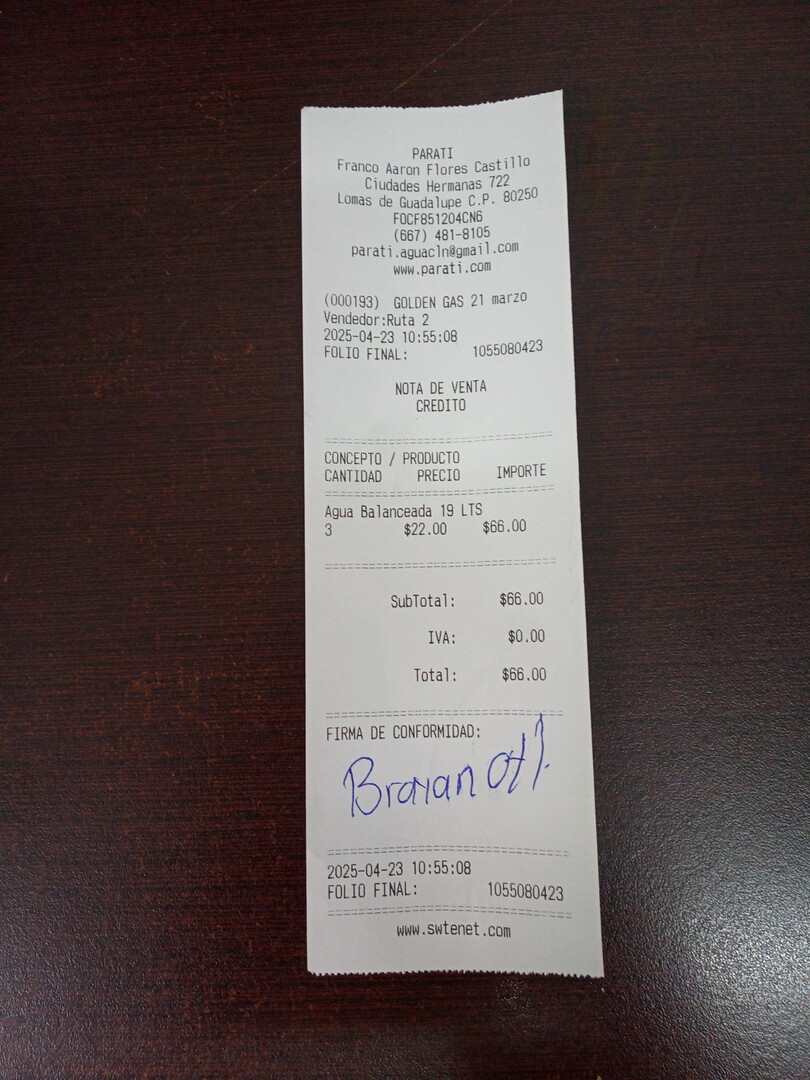 PARATI
Franco Aaron Flores Castillo
Ciudades Hermanas 722
Lomas de Guadalupe C.P. 80250
FOCF851204CN6
(667) 481-8105
parati.aguacln@gmail.com
www.parati.com
(000193) GOLDEN GAS 21 marzo
Vendedor:Ruta 2
2025-04-23 10:55:08
FOLIO FINAL: 1055080423
NOTA DE VENTA
CREDITO
CONCEPTO / PRODUCTO
CANTIDAD PRECIO IMPORTE
Agua Balanceada 19 LTS
3 $22.00 $66.00
SubTotal: $66.00
IVA: $0.00
Total: $66.00
FIRMA DE CONFORMIDAD:
Brayan
2025-04-23 10:55:08
FOLIO FINAL: 1055080423
www.swtenet.com